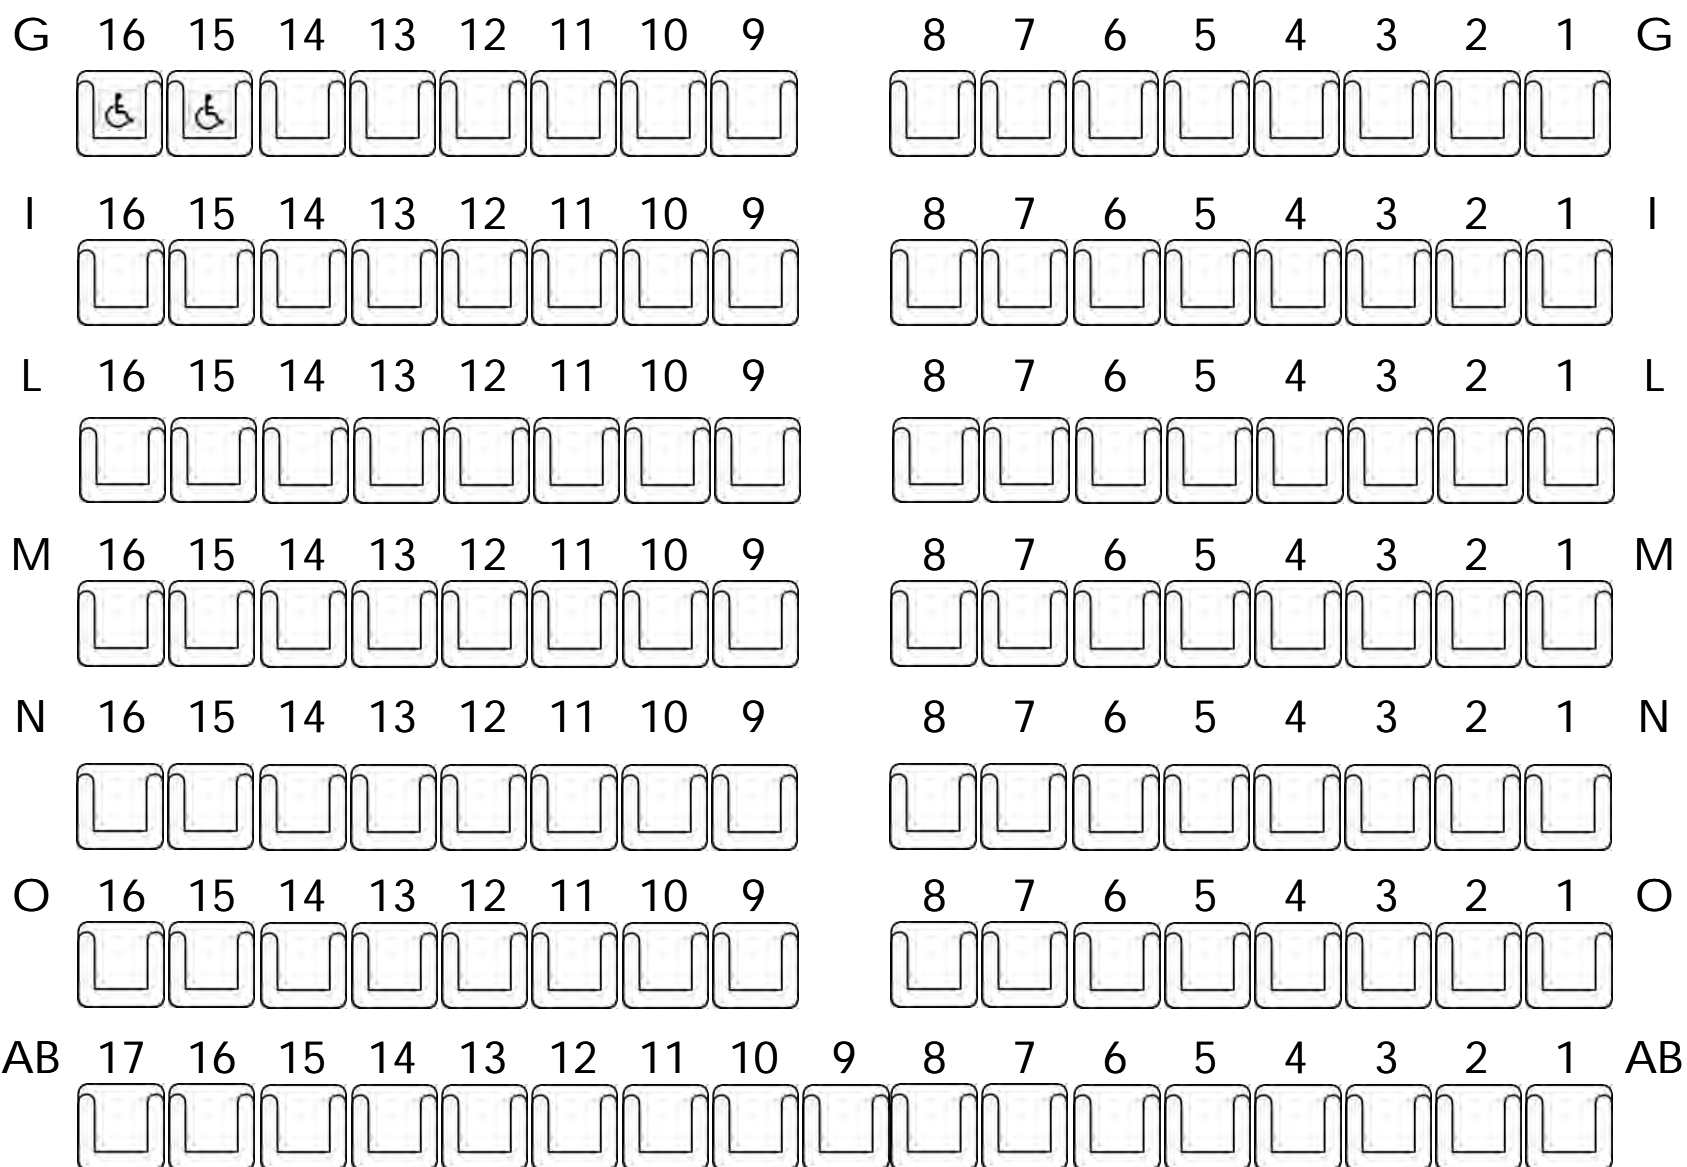 G 16 15 14 13 12 11 10 9 8 7 6 5 4 3 2 1 G
I 16 15 14 13 12 11 10 9 8 7 6 5 4 3 2 1 I
L 16 15 14 13 12 11 10 9 8 7 6 5 4 3 2 1 L
M 16 15 14 13 12 11 10 9 8 7 6 5 4 3 2 1 M
N 16 15 14 13 12 11 10 9 8 7 6 5 4 3 2 1 N
O 16 15 14 13 12 11 10 9 8 7 6 5 4 3 2 1 O
AB 17 16 15 14 13 12 11 10 9 8 7 6 5 4 3 2 1 AB